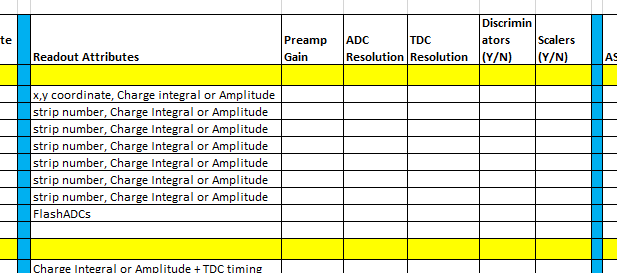 te
Readout Attributes
Preamp
Gain
ADC
Resolution
TDC
Resolution
Discrimin
ators
(Y/N)
Scalers
(Y/N)
AS
x,y coordinate, Charge integral or Amplitude
strip number, Charge Integral or Amplitude
strip number, Charge Integral or Amplitude
strip number, Charge Integral or Amplitude
strip number, Charge Integral or Amplitude
strip number, Charge Integral or Amplitude
strip number, Charge Integral or Amplitude
FlashADCs
Charge Integral or Amplitude + TDC timing